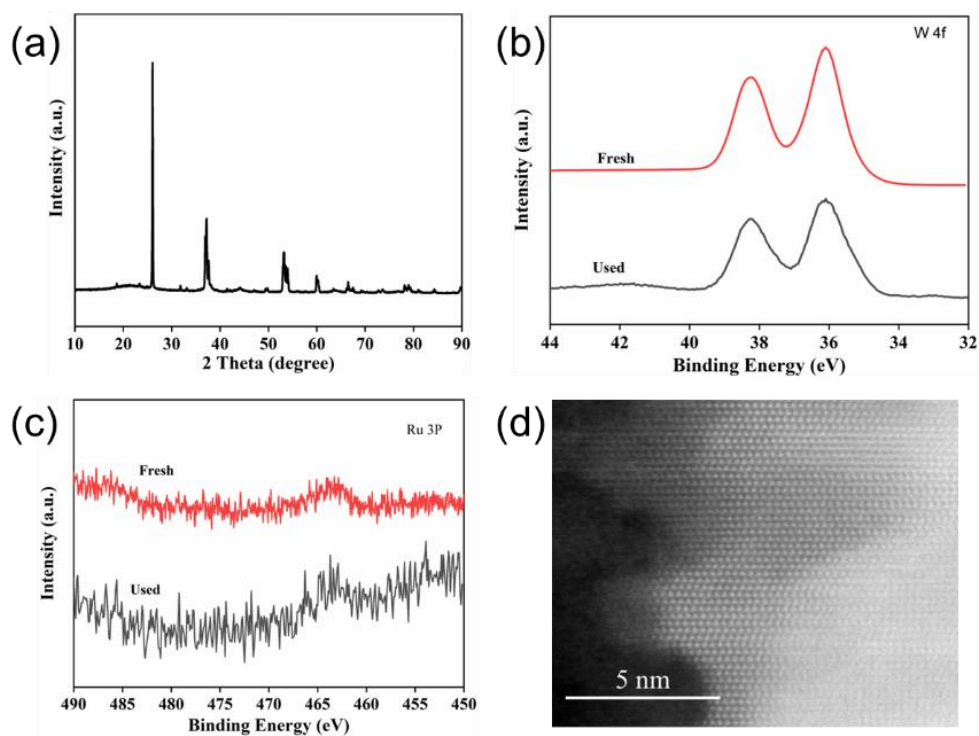 (a)
Intensity (a.u.)
10 20 30 40 50 60 70 80 90
2 Theta (degree)
(b)
W 4f
Fresh
Used
Intensity (a.u.)
44 42 40 38 36 34 32
Binding Energy (eV)
(c)
Ru 3P
Fresh
Used
Intensity (a.u.)
490 485 480 475 470 465 460 455 450
Binding Energy (eV)
(d)
5 nm